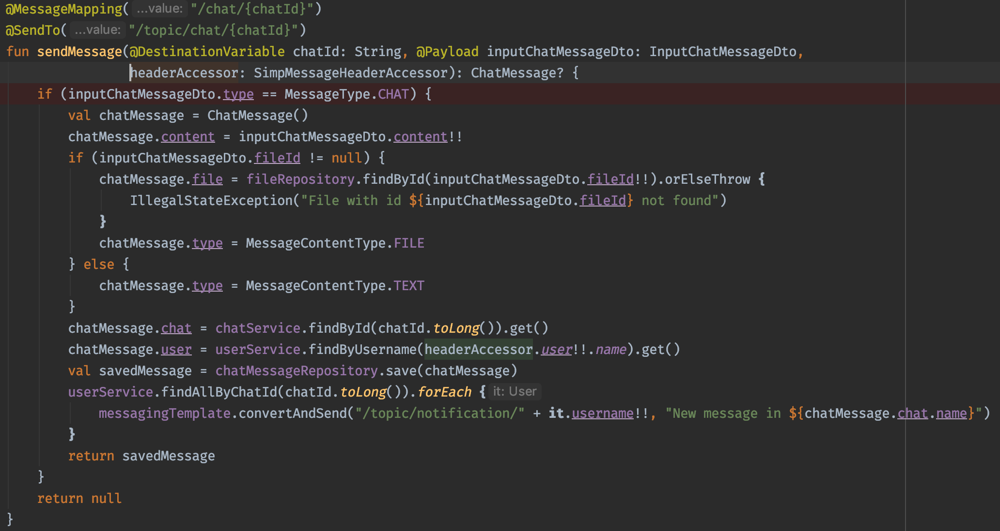 @MessageMapping( ...value: "/chat/{chatId}")
@SendTo( ...value: "/topic/chat/{chatId}")
fun sendMessage(@DestinationVariable chatId: String, @Payload inputChatMessageDto: InputChatMessageDto,
                headerAccessor: SimpMessageHeaderAccessor): ChatMessage? {
    if (inputChatMessageDto.type == MessageType.CHAT) {
        val chatMessage = ChatMessage()
        chatMessage.content = inputChatMessageDto.content!!
        if (inputChatMessageDto.fileId != null) {
            chatMessage.file = fileRepository.findById(inputChatMessageDto.fileId!!).orElseThrow {
                IllegalStateException("File with id ${inputChatMessageDto.fileId} not found")
            }
            chatMessage.type = MessageContentType.FILE
        } else {
            chatMessage.type = MessageContentType.TEXT
        }
        chatMessage.chat = chatService.findById(chatId.toLong()).get()
        chatMessage.user = userService.findByUsername(headerAccessor.user!!.name).get()
        val savedMessage = chatMessageRepository.save(chatMessage)
        userService.findAllByChatId(chatId.toLong()).forEach { it: User
            messagingTemplate.convertAndSend("/topic/notification/" + it.username!!, "New message in ${chatMessage.chat.name}")
        }
        return savedMessage
    }
    return null
}